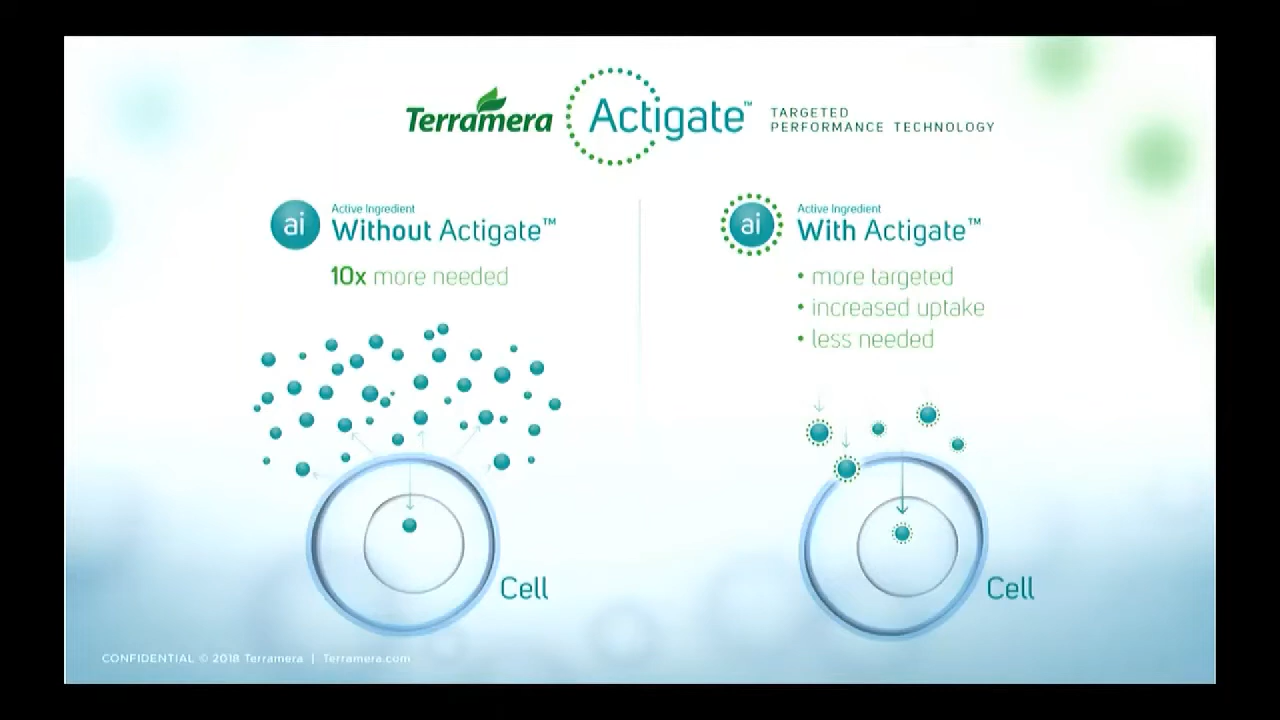 Terramera
Actigate™
TARGETED
PERFORMANCE TECHNOLOGY
ai
Active Ingredient
Without Actigate™
10x more needed
ai
Active Ingredient
With Actigate™
• more targeted
• increased uptake
• less needed
Cell
Cell
CONFIDENTIAL © 2018 Terramera | Terramera.com